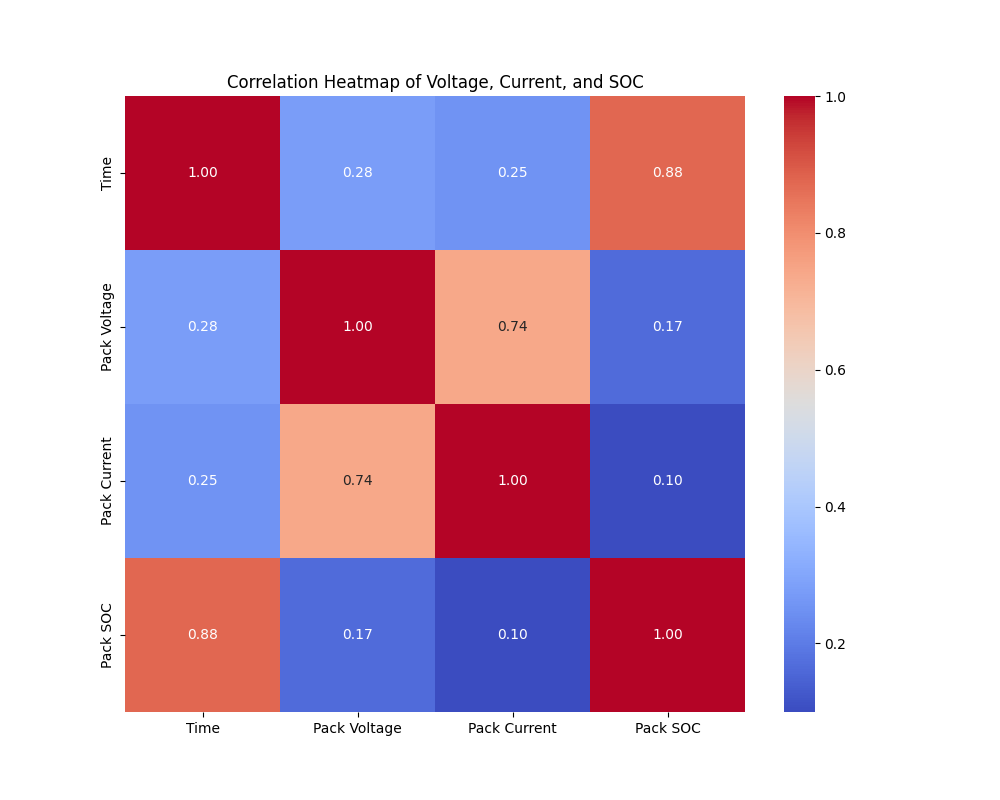 Correlation Heatmap of Voltage, Current, and SOC
Time
1.00
0.28
0.25
0.88
Pack Voltage
0.28
1.00
0.74
0.17
Pack Current
0.25
0.74
1.00
0.10
Pack SOC
0.88
0.17
0.10
1.00
Time
Pack Voltage
Pack Current
Pack SOC
1.0
0.8
0.6
0.4
0.2